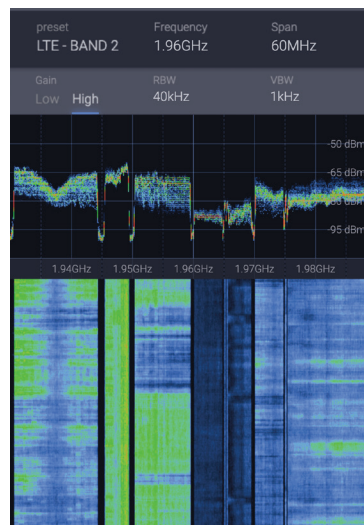 preset Frequency Span
LTE - BAND 2 1.96GHz 60MHz
Gain RBW VBW
Low High 40kHz 1kHz
-50 dBm
-65 dBm
dBm
-95 dBm
1.94GHz 1.95GHz 1.96GHz 1.97GHz 1.98GHz